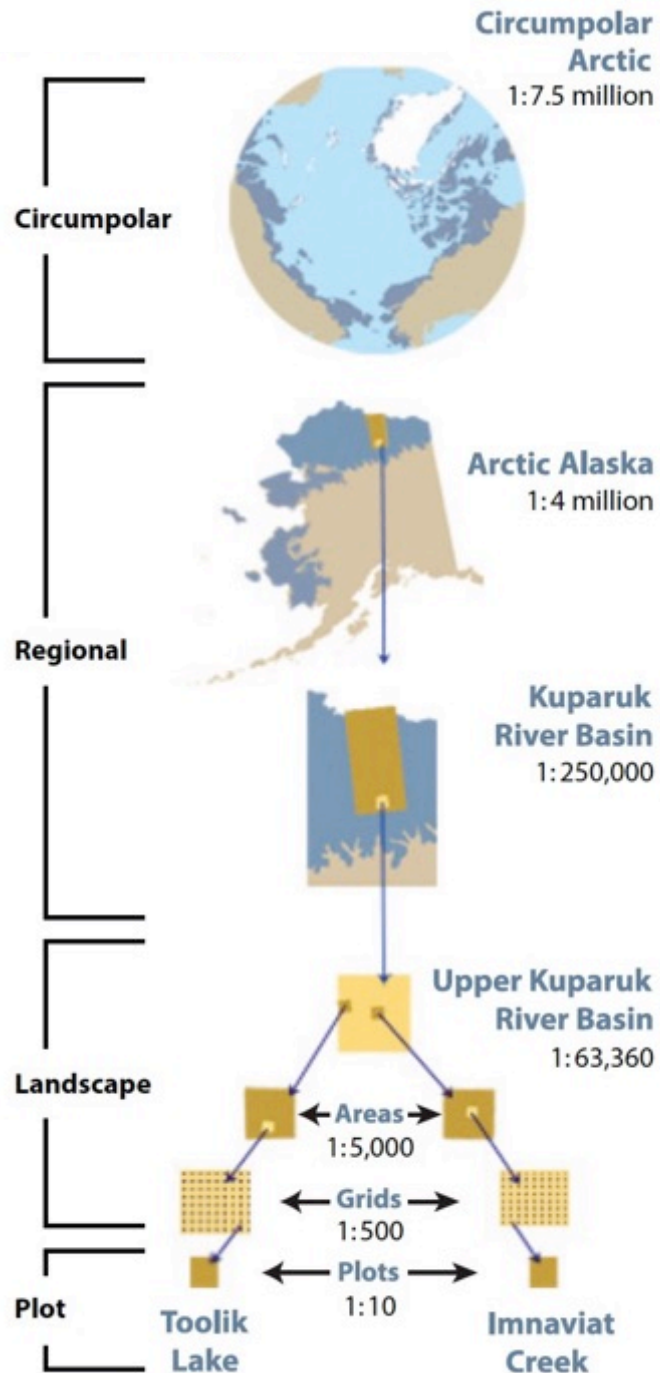 Circumpolar
Arctic
1:7.5 million
Circumpolar
Arctic Alaska
1:4 million
Regional
Kuparuk
River Basin
1:250,000
Upper Kuparuk
River Basin
1:63,360
Landscape
Areas
1:5,000
Grids
1:500
Plots
1:10
Plot
Toolik
Lake
Imnaviat
Creek